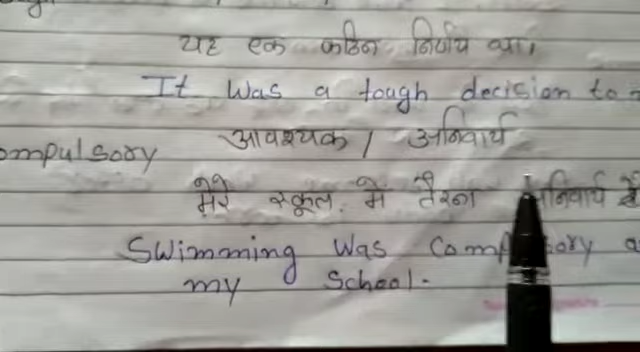 यह एक कठिन निर्णय था,
It was a tough decision to
ompulsory आवश्यक / अनिवार्य
मेरे स्कूल में तैरना
Swimming was
my School.